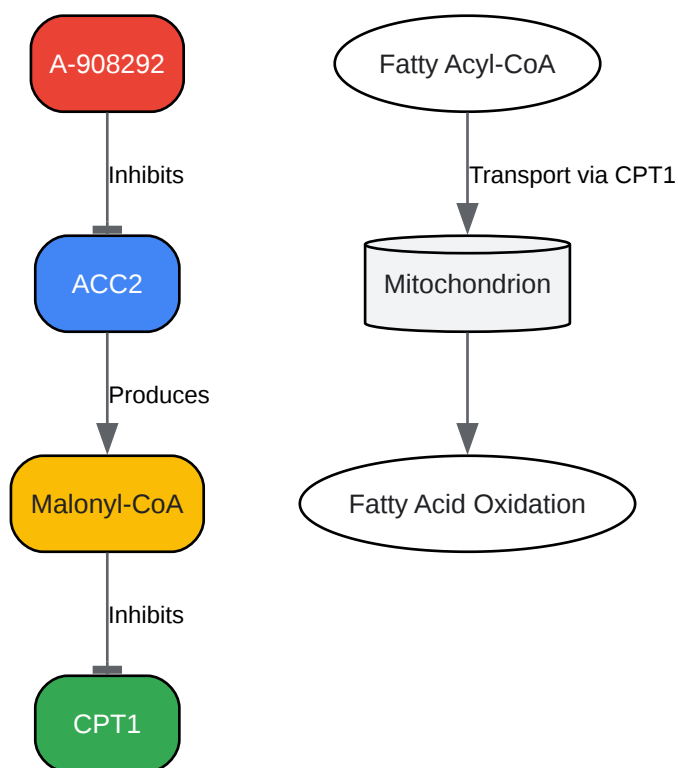 A-908292
Inhibits
ACC2
Produces
Malonyl-CoA
Inhibits
CPT1
Fatty Acyl-CoA
Transport via CPT1
Mitochondrion
Fatty Acid Oxidation